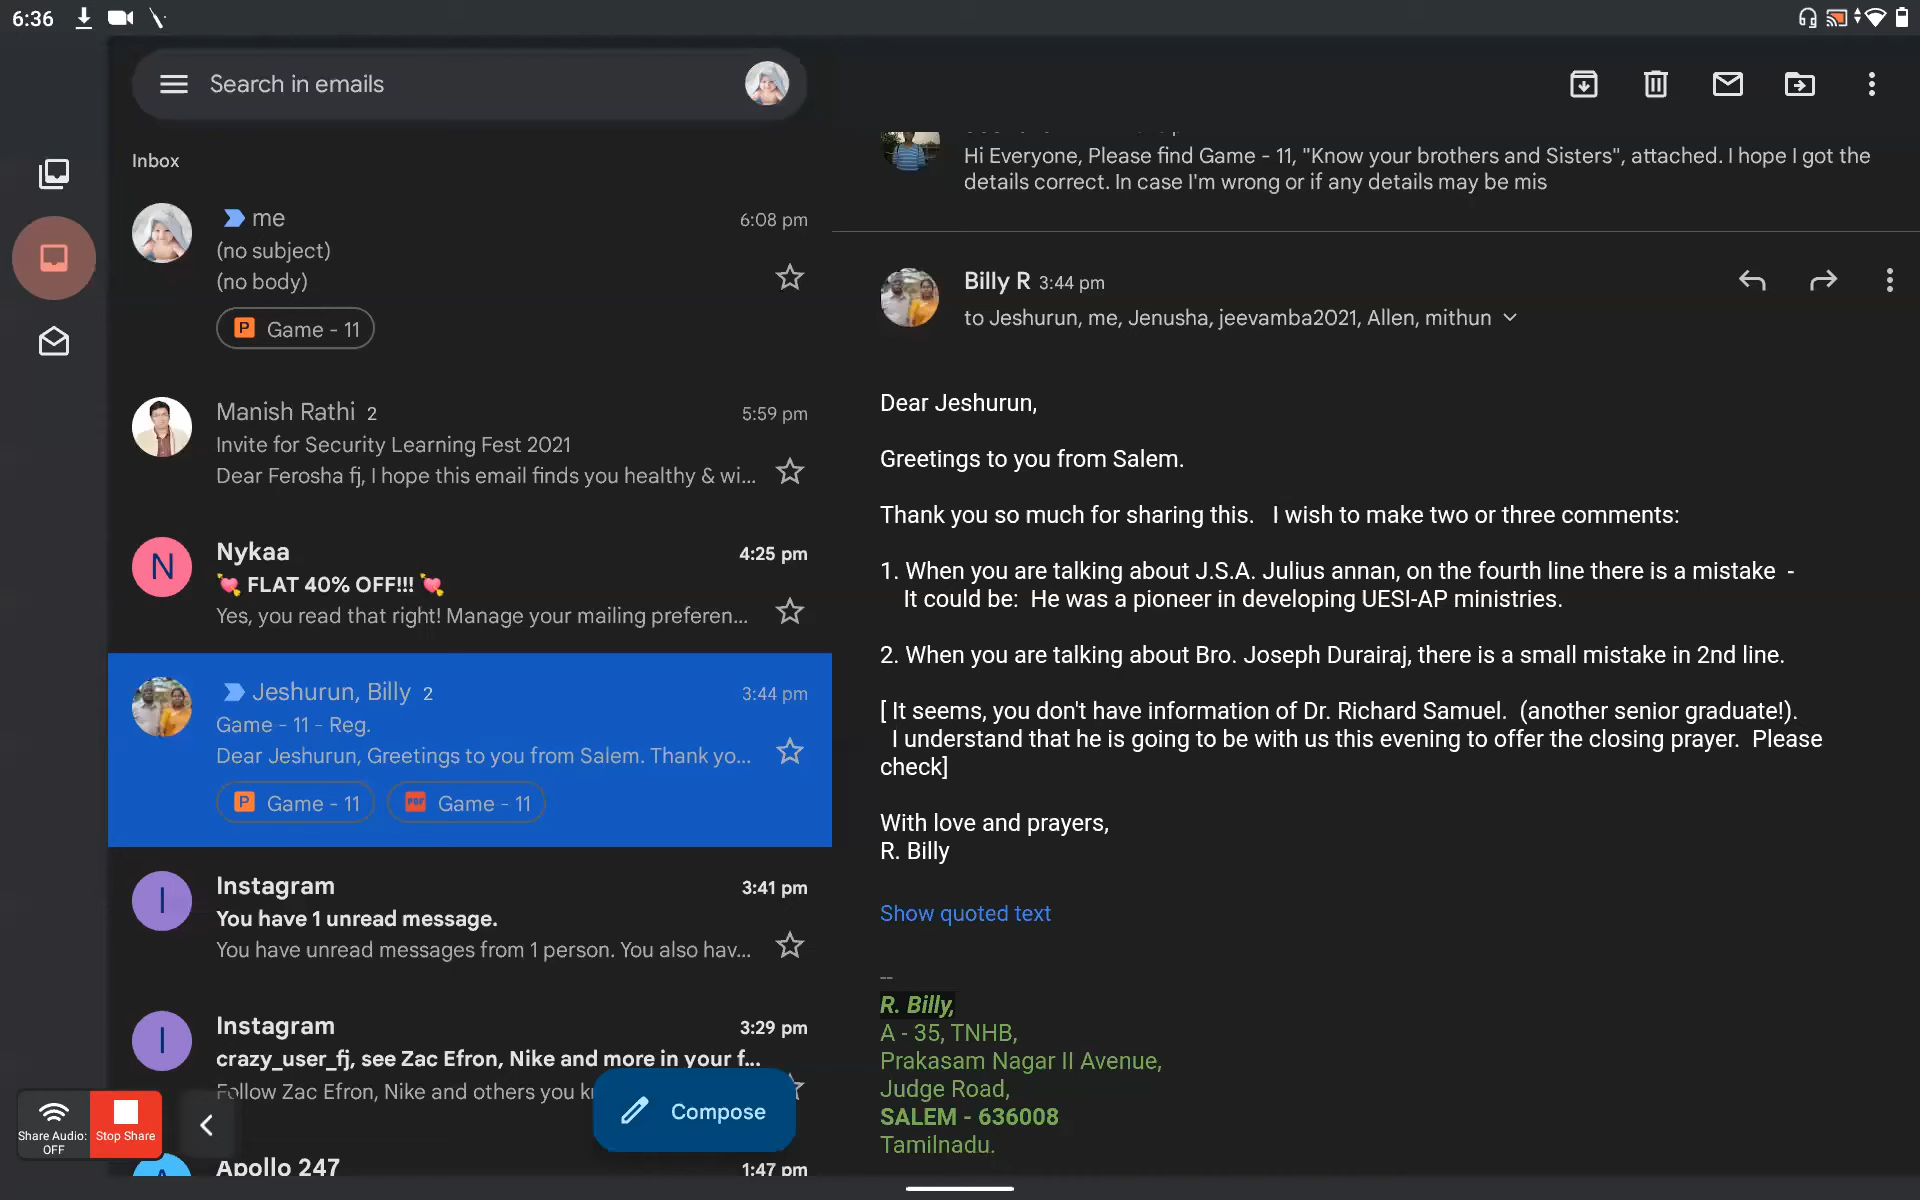 6:36
Search in emails
Inbox
me
6:08 pm
(no subject)
(no body)
P Game - 11
Manish Rathi 2
5:59 pm
Invite for Security Learning Fest 2021
Dear Ferosha fj, I hope this email finds you healthy & wi...
N
Nykaa
4:25 pm
💘 FLAT 40% OFF!!! 💘
Yes, you read that right! Manage your mailing preferen...
Jeshurun, Billy 2
3:44 pm
Game - 11 - Reg.
Dear Jeshurun, Greetings to you from Salem. Thank yo...
P Game - 11
PDF Game - 11
I
Instagram
3:41 pm
You have 1 unread message.
You have unread messages from 1 person. You also hav...
I
Instagram
3:29 pm
crazy_user_fj, see Zac Efron, Nike and more in your f...
Follow Zac Efron, Nike and others you k
Compose
Share Audio:
OFF
Stop Share
Apollo 247
1:47 pm
Hi Everyone, Please find Game - 11, "Know your brothers and Sisters", attached. I hope I got the
details correct. In case I'm wrong or if any details may be mis
Billy R 3:44 pm
to Jeshurun, me, Jenusha, jeevamba2021, Allen, mithun
Dear Jeshurun,
Greetings to you from Salem.
Thank you so much for sharing this. I wish to make two or three comments:
1. When you are talking about J.S.A. Julius annan, on the fourth line there is a mistake -
It could be: He was a pioneer in developing UESI-AP ministries.
2. When you are talking about Bro. Joseph Durairaj, there is a small mistake in 2nd line.
[ It seems, you don't have information of Dr. Richard Samuel. (another senior graduate!).
I understand that he is going to be with us this evening to offer the closing prayer. Please
check]
With love and prayers,
R. Billy
Show quoted text
--
R. Billy,
A - 35, TNHB,
Prakasam Nagar II Avenue,
Judge Road,
SALEM - 636008
Tamilnadu.